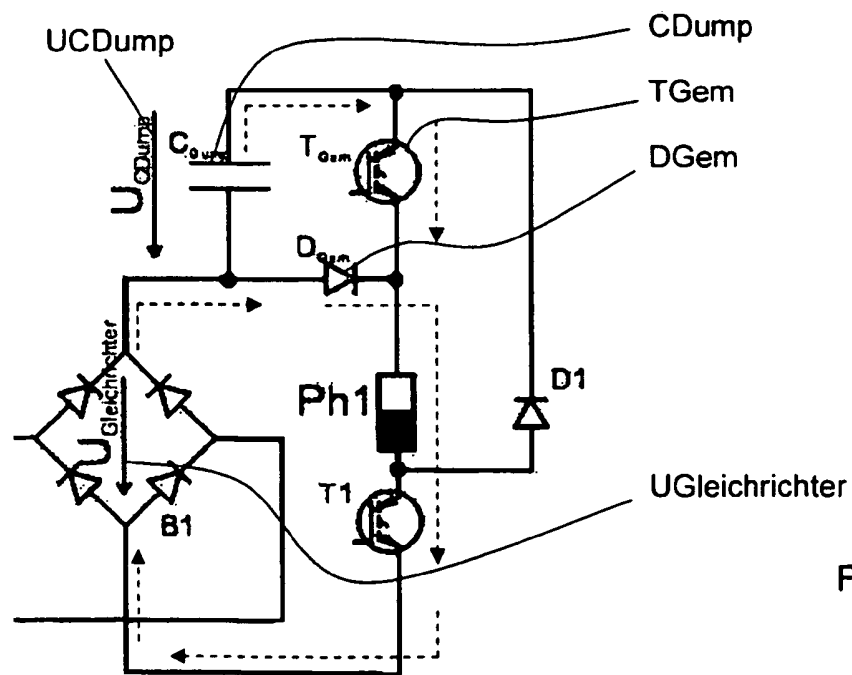 UCDump
CDump
TGem
DGem
UCDump
CDump
TGem
DGem
UGleichrichter
Ph1
D1
T1
B1
UGleichrichter
F